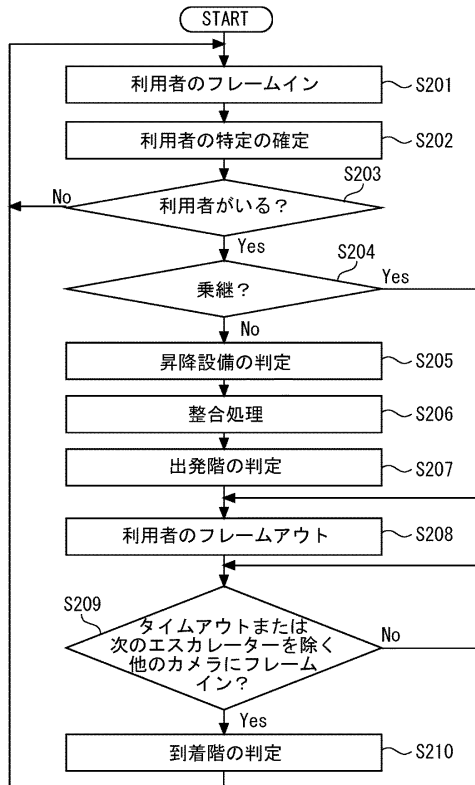 START
利用者のフレームイン
S201
利用者の特定の確定
S202
S203
利用者がいる？
No
Yes
S204
乗継？
Yes
No
昇降設備の判定
S205
整合処理
S206
出発階の判定
S207
利用者のフレームアウト
S208
S209
タイムアウトまたは
次のエスカレーターを除く
他のカメラにフレーム
イン？
No
Yes
到着階の判定
S210